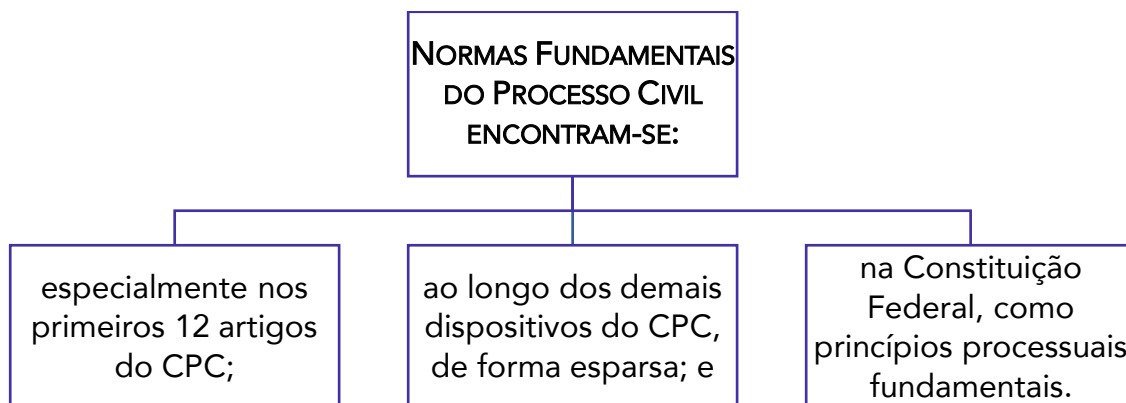 NORMAS FUNDAMENTAIS
DO PROCESSO CIVIL
ENCONTRAM-SE:
especialmente nos
primeiros 12 artigos
do CPC;
ao longo dos demais
dispositivos do CPC,
de forma esparsa; e
na Constituição
Federal, como
princípios processuais
fundamentais.